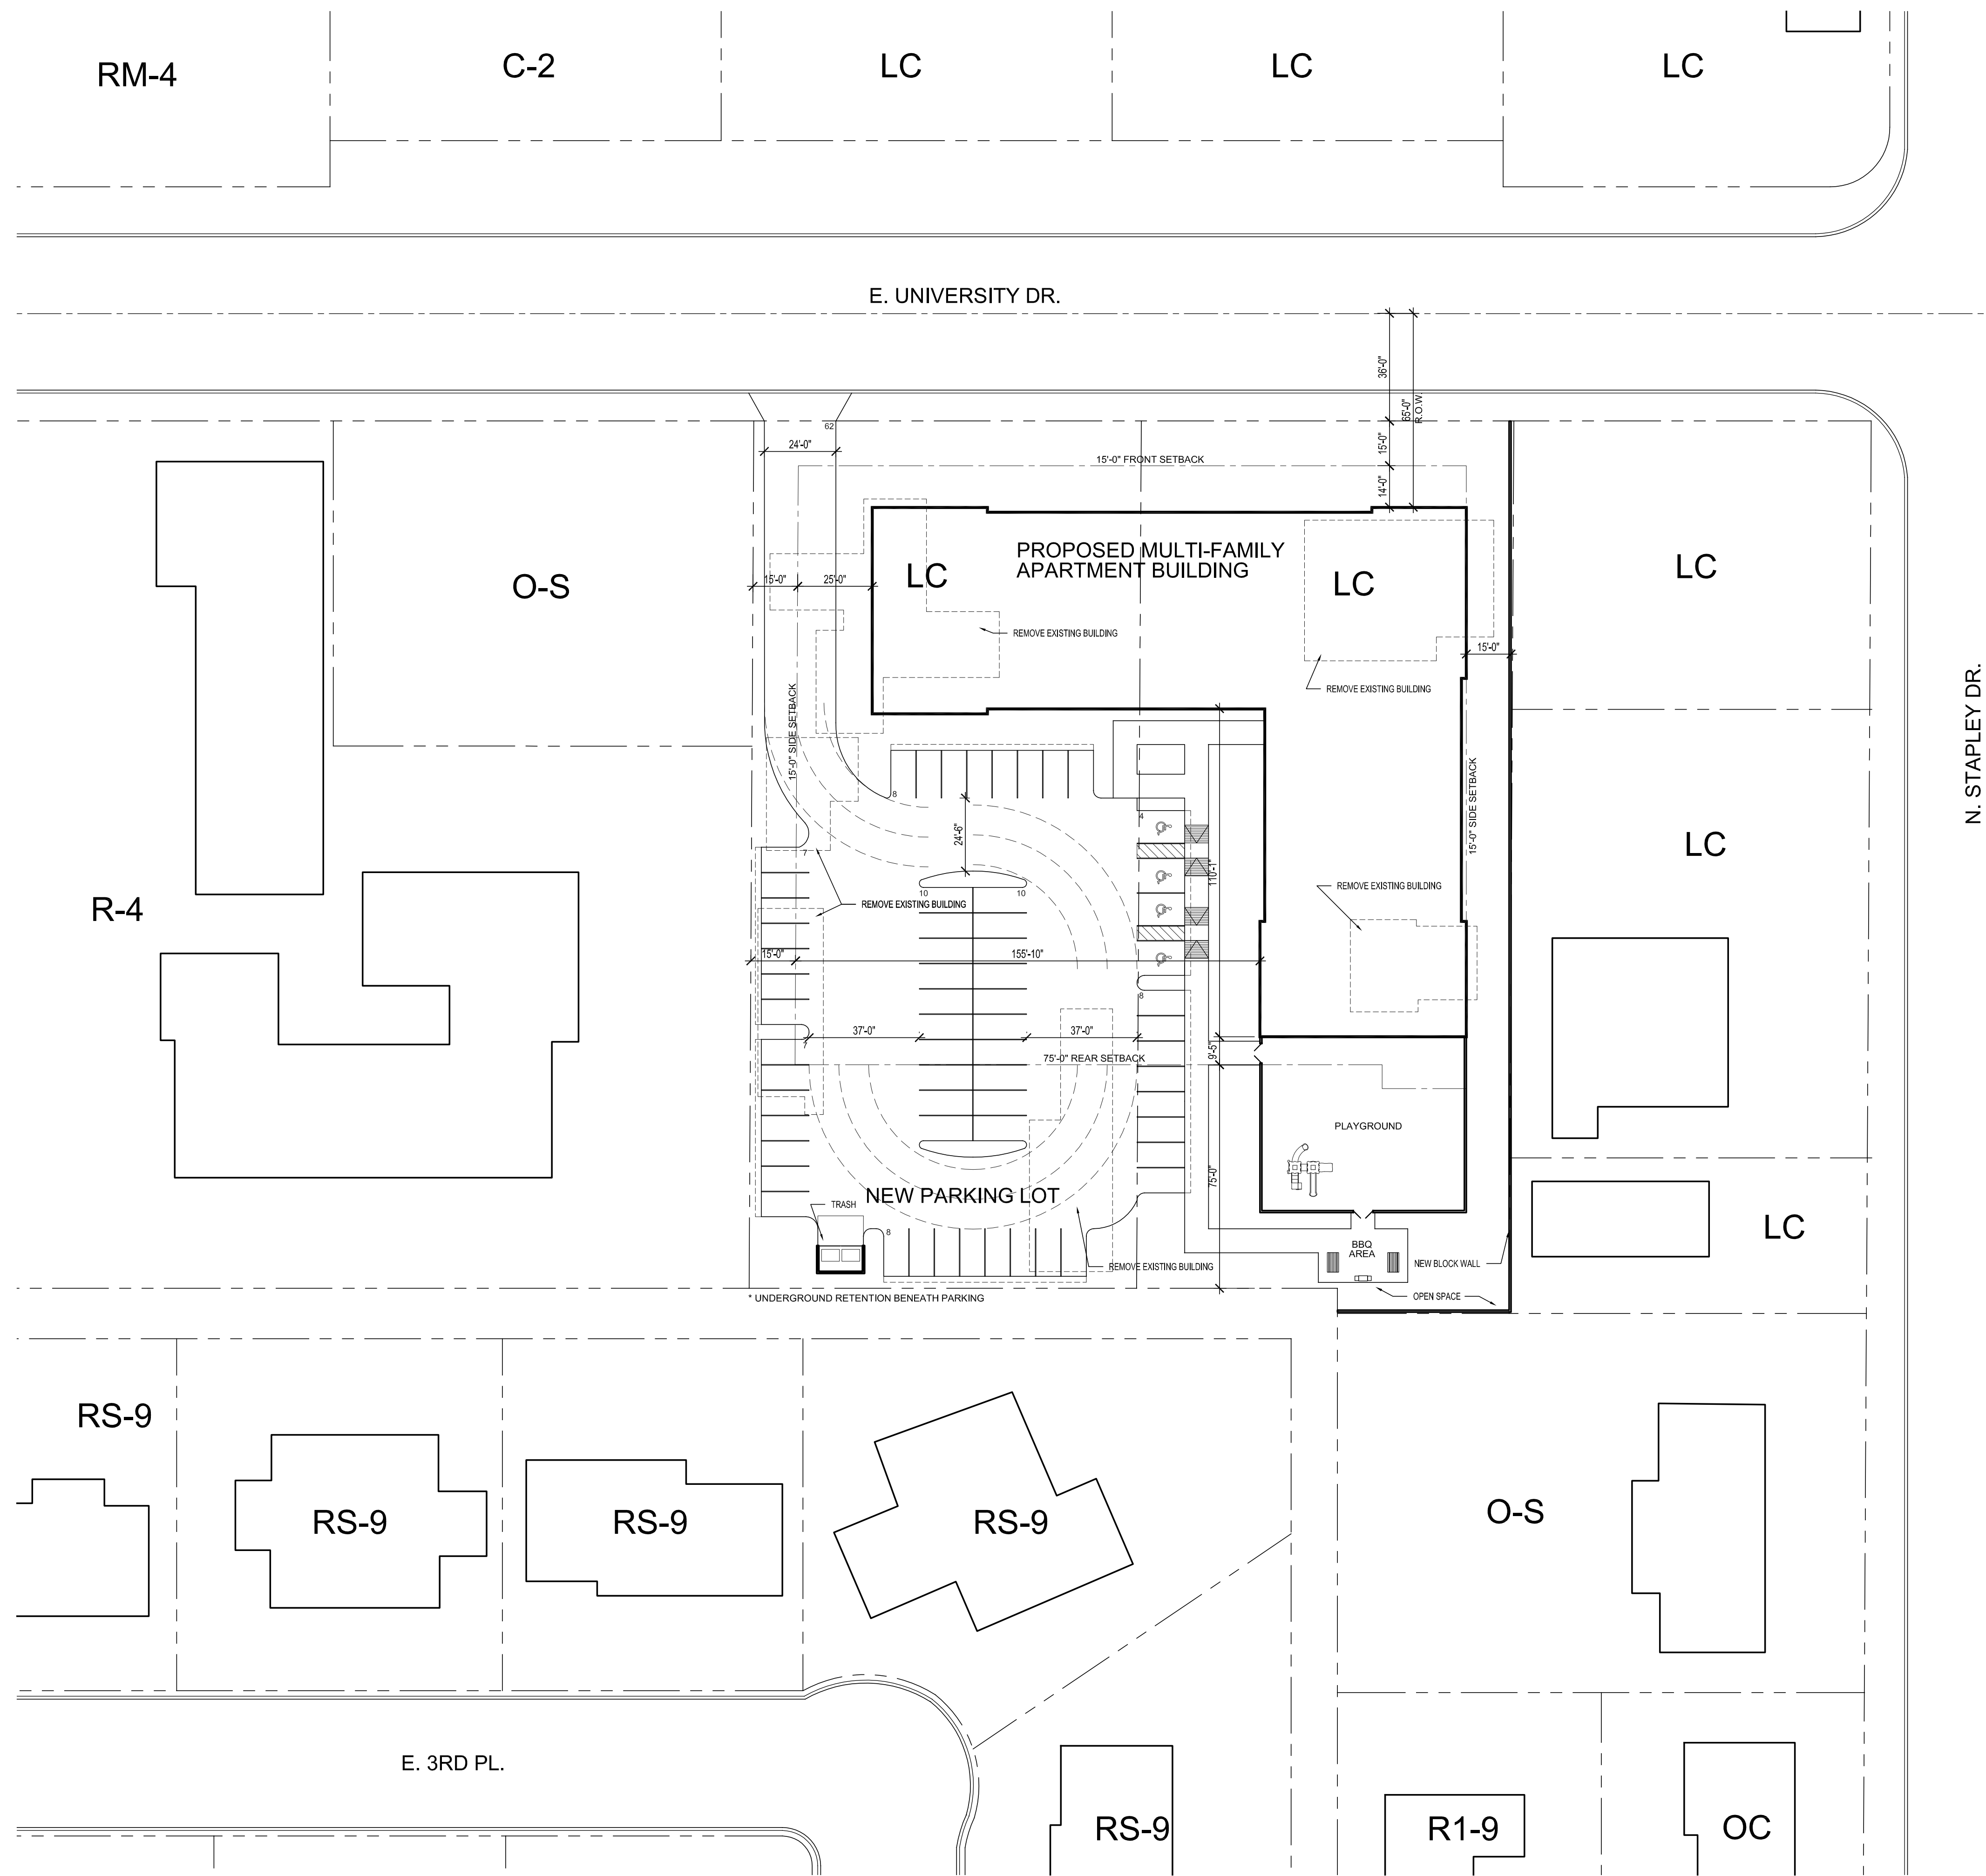 RM-4
C-2
LC
LC
LC
E. UNIVERSITY DR.
36'-0"
65'-0"
R.O.W.
62
24'-0"
15'-0"
15'-0" FRONT SETBACK
14'-0"
PROPOSED MULTI-FAMILY
APARTMENT BUILDING
LC
LC
LC
O-S
15'-0"
25'-0"
REMOVE EXISTING BUILDING
15'-0"
REMOVE EXISTING BUILDING
N. STAPLEY DR.
15'-0" SIDE SETBACK
15'-0" SIDE SETBACK
8
24'-6"
4
LC
7
110'-1"
10
10
REMOVE EXISTING BUILDING
REMOVE EXISTING BUILDING
R-4
15'-0"
155'-10"
8
37'-0"
37'-0"
7
75'-0" REAR SETBACK
9'-5"
PLAYGROUND
75'-0"
NEW PARKING LOT
TRASH
8
LC
BBQ
AREA
NEW BLOCK WALL
REMOVE EXISTING BUILDING
OPEN SPACE
* UNDERGROUND RETENTION BENEATH PARKING
RS-9
RS-9
RS-9
RS-9
O-S
E. 3RD PL.
RS-9
R1-9
OC